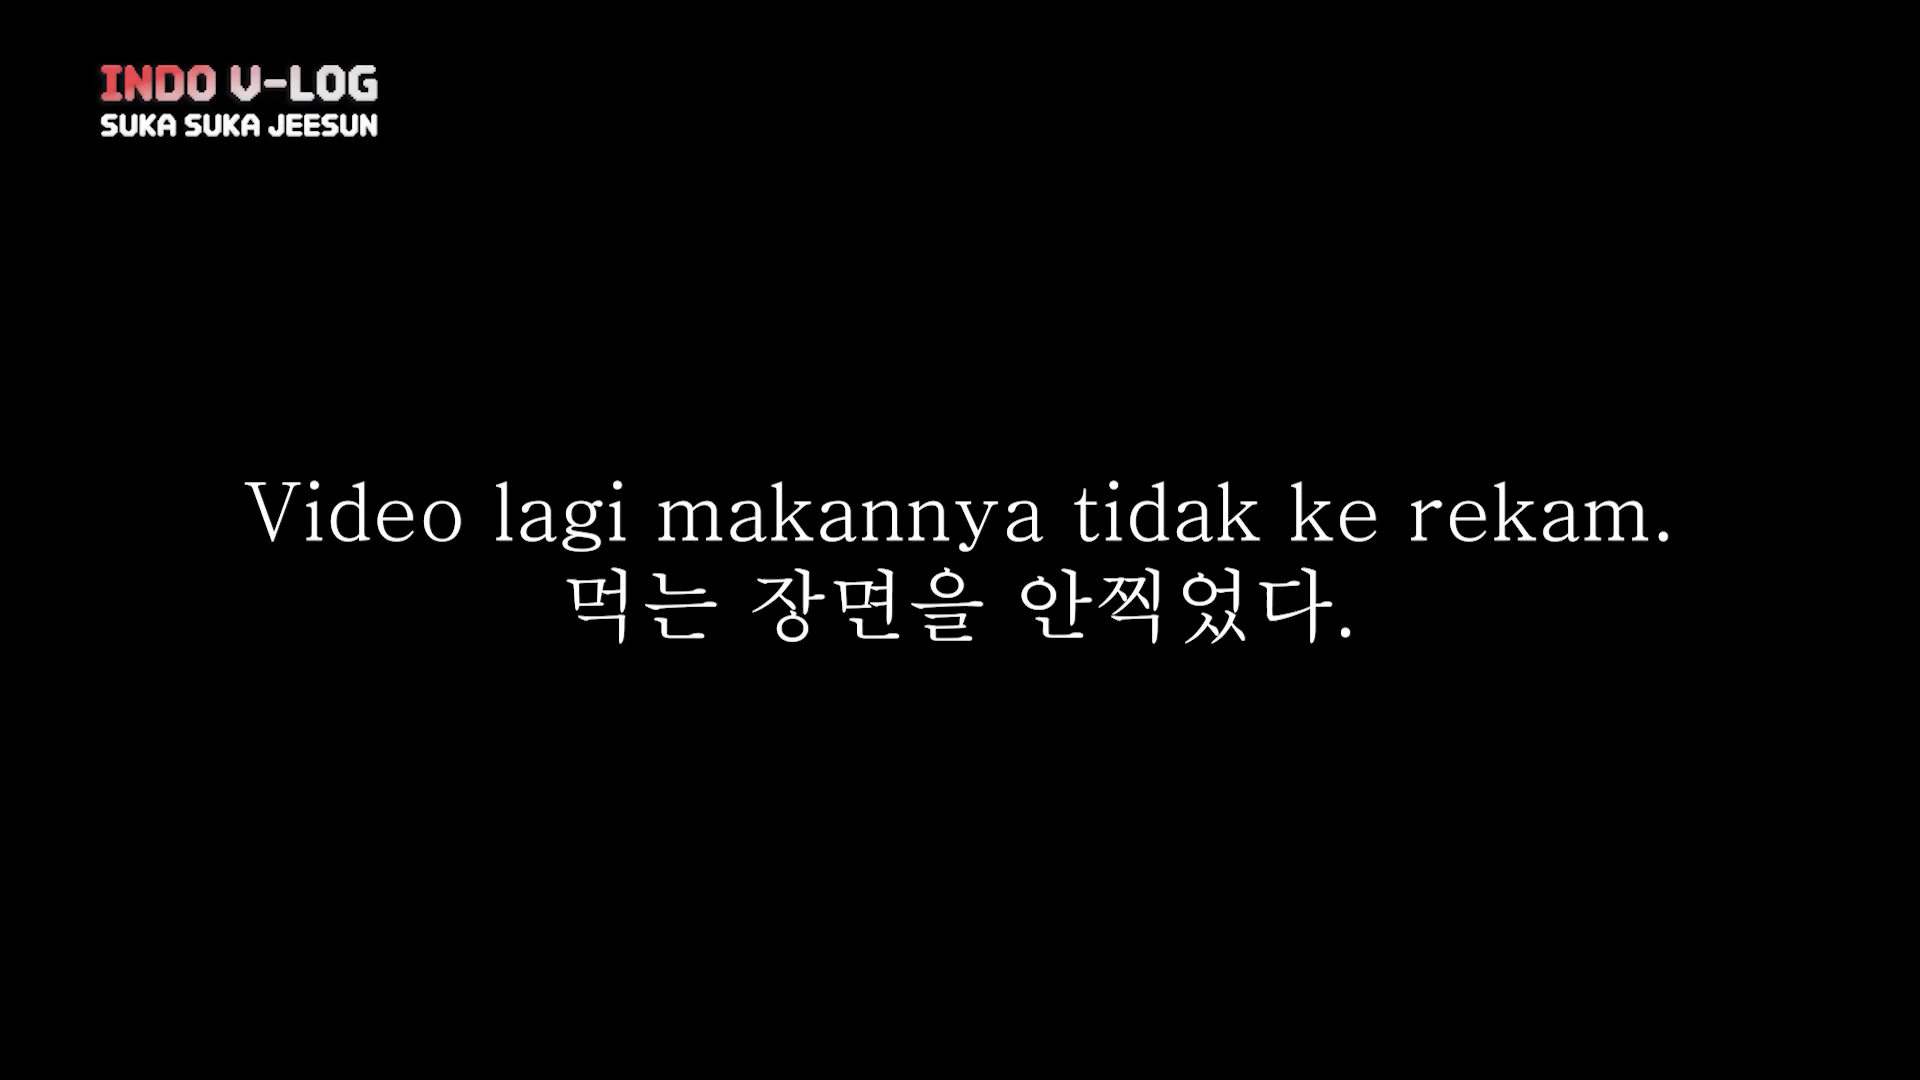 INDO V-LOG
SUKA SUKA JEESUN
Video lagi makannya tidak ke rekam.
먹는 장면을 안찍었다.